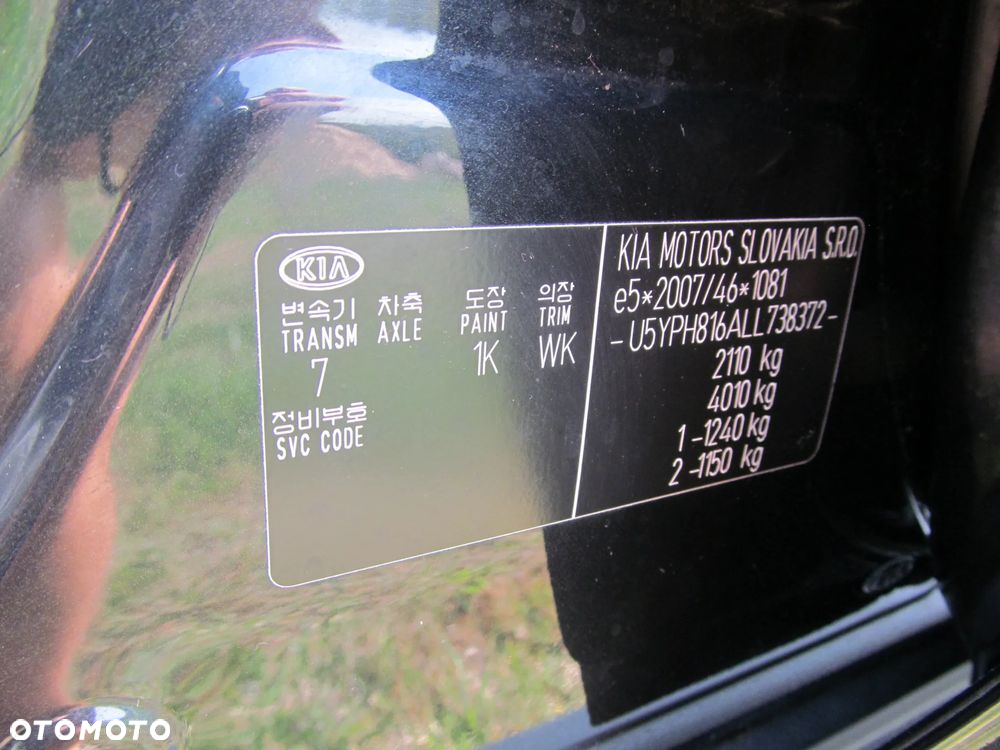 KIA
변속기 차축 도장 의장
TRANSM AXLE PAINT TRIM
7 1K WK
정비부호
SVC CODE
KIA MOTORS SLOVAKIA S.R.O.
e5*2007/46*1081
-U5YPH816ALL738372-
2110 kg
4010 kg
1 -1240 kg
2 -1150 kg
OTOMOTO